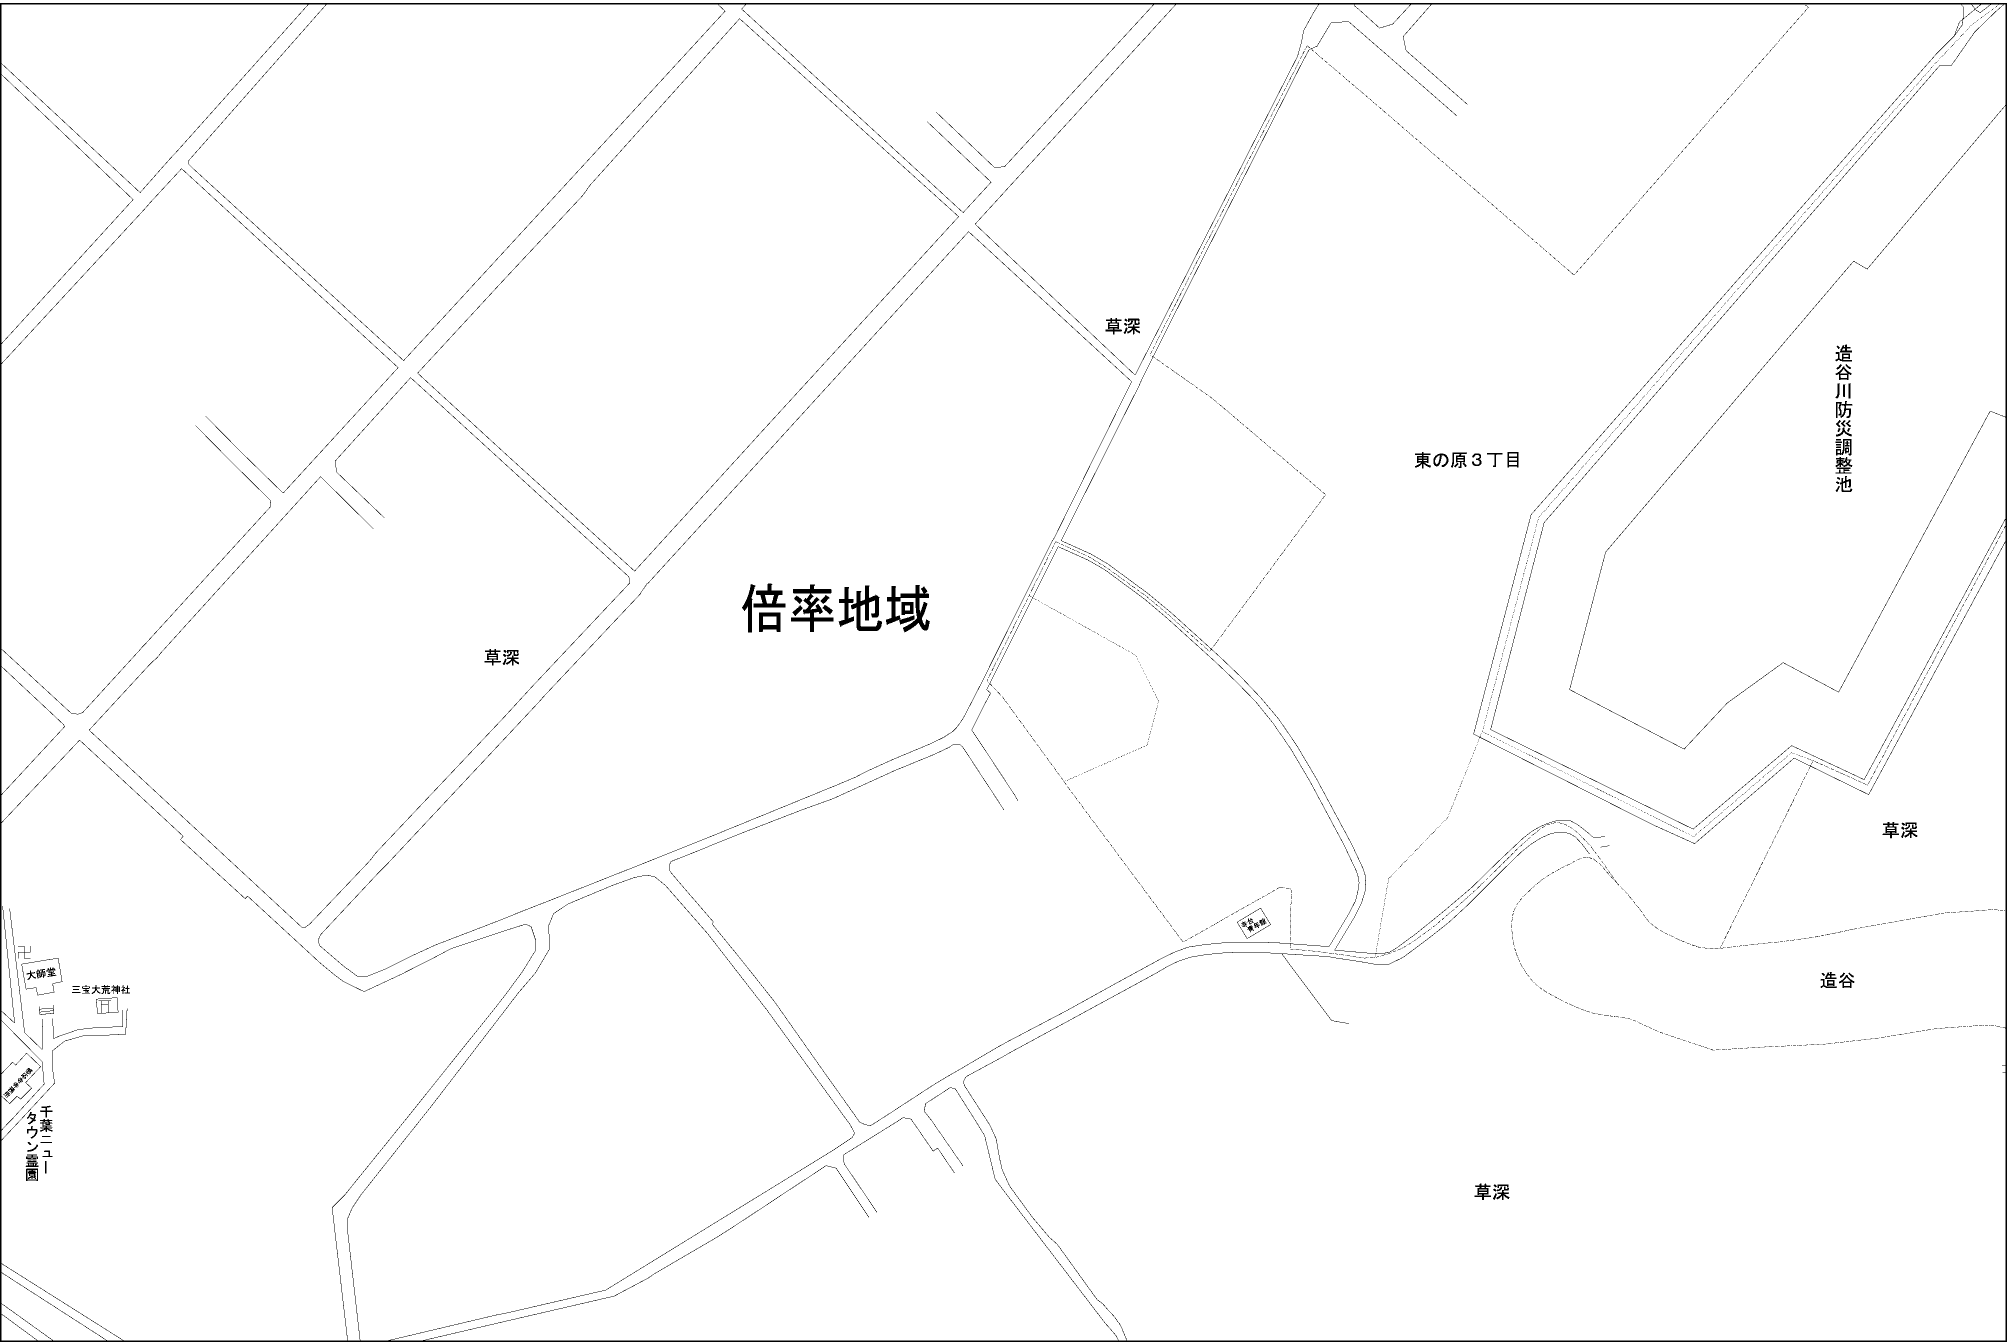 草深
造谷川防災調整池
東の原３丁目
倍率地域
草深
草深
大師堂
三宝大荒神社
造谷
千葉ニュー
タウン霊園
草深